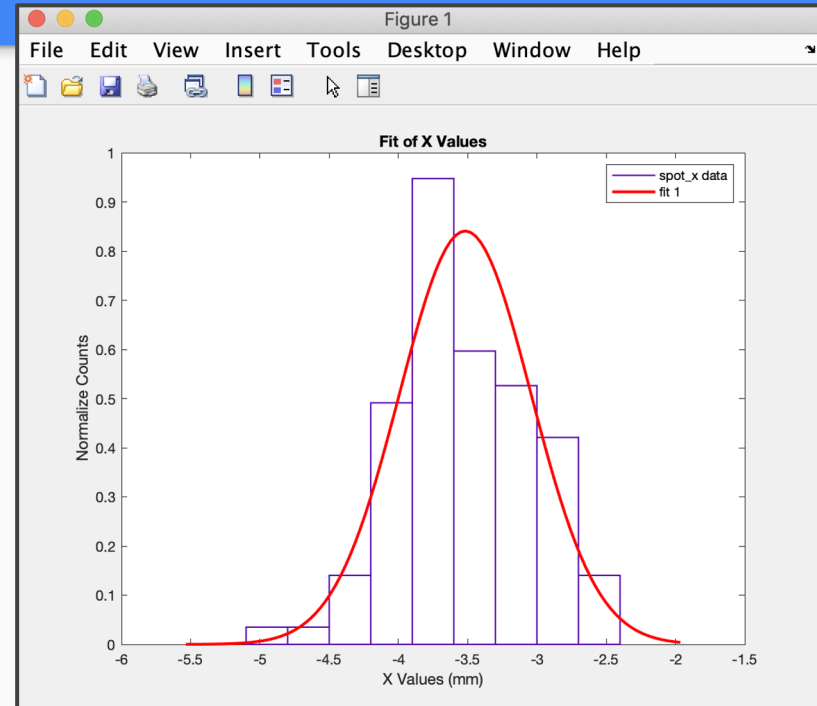 Figure 1
File Edit View Insert Tools Desktop Window Help
Fit of X Values
spot_x data
fit 1
1
0.9
0.8
0.7
0.6
0.5
0.4
0.3
0.2
0.1
0
Normalize Counts
-6 -5.5 -5 -4.5 -4 -3.5 -3 -2.5 -2 -1.5
X Values (mm)